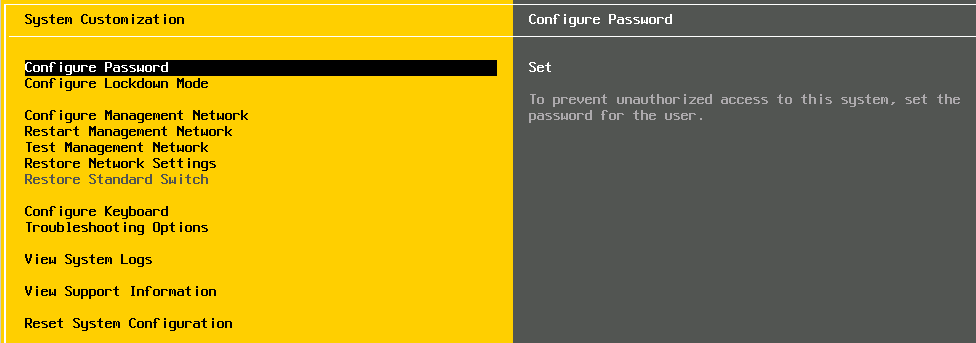 System Customization
Configure Password
Configure Password
Configure Lockdown Mode
Configure Management Network
Restart Management Network
Test Management Network
Restore Network Settings
Restore Standard Switch
Configure Keyboard
Troubleshooting Options
View System Logs
View Support Information
Reset System Configuration
Set
To prevent unauthorized access to this system, set the
password for the user.